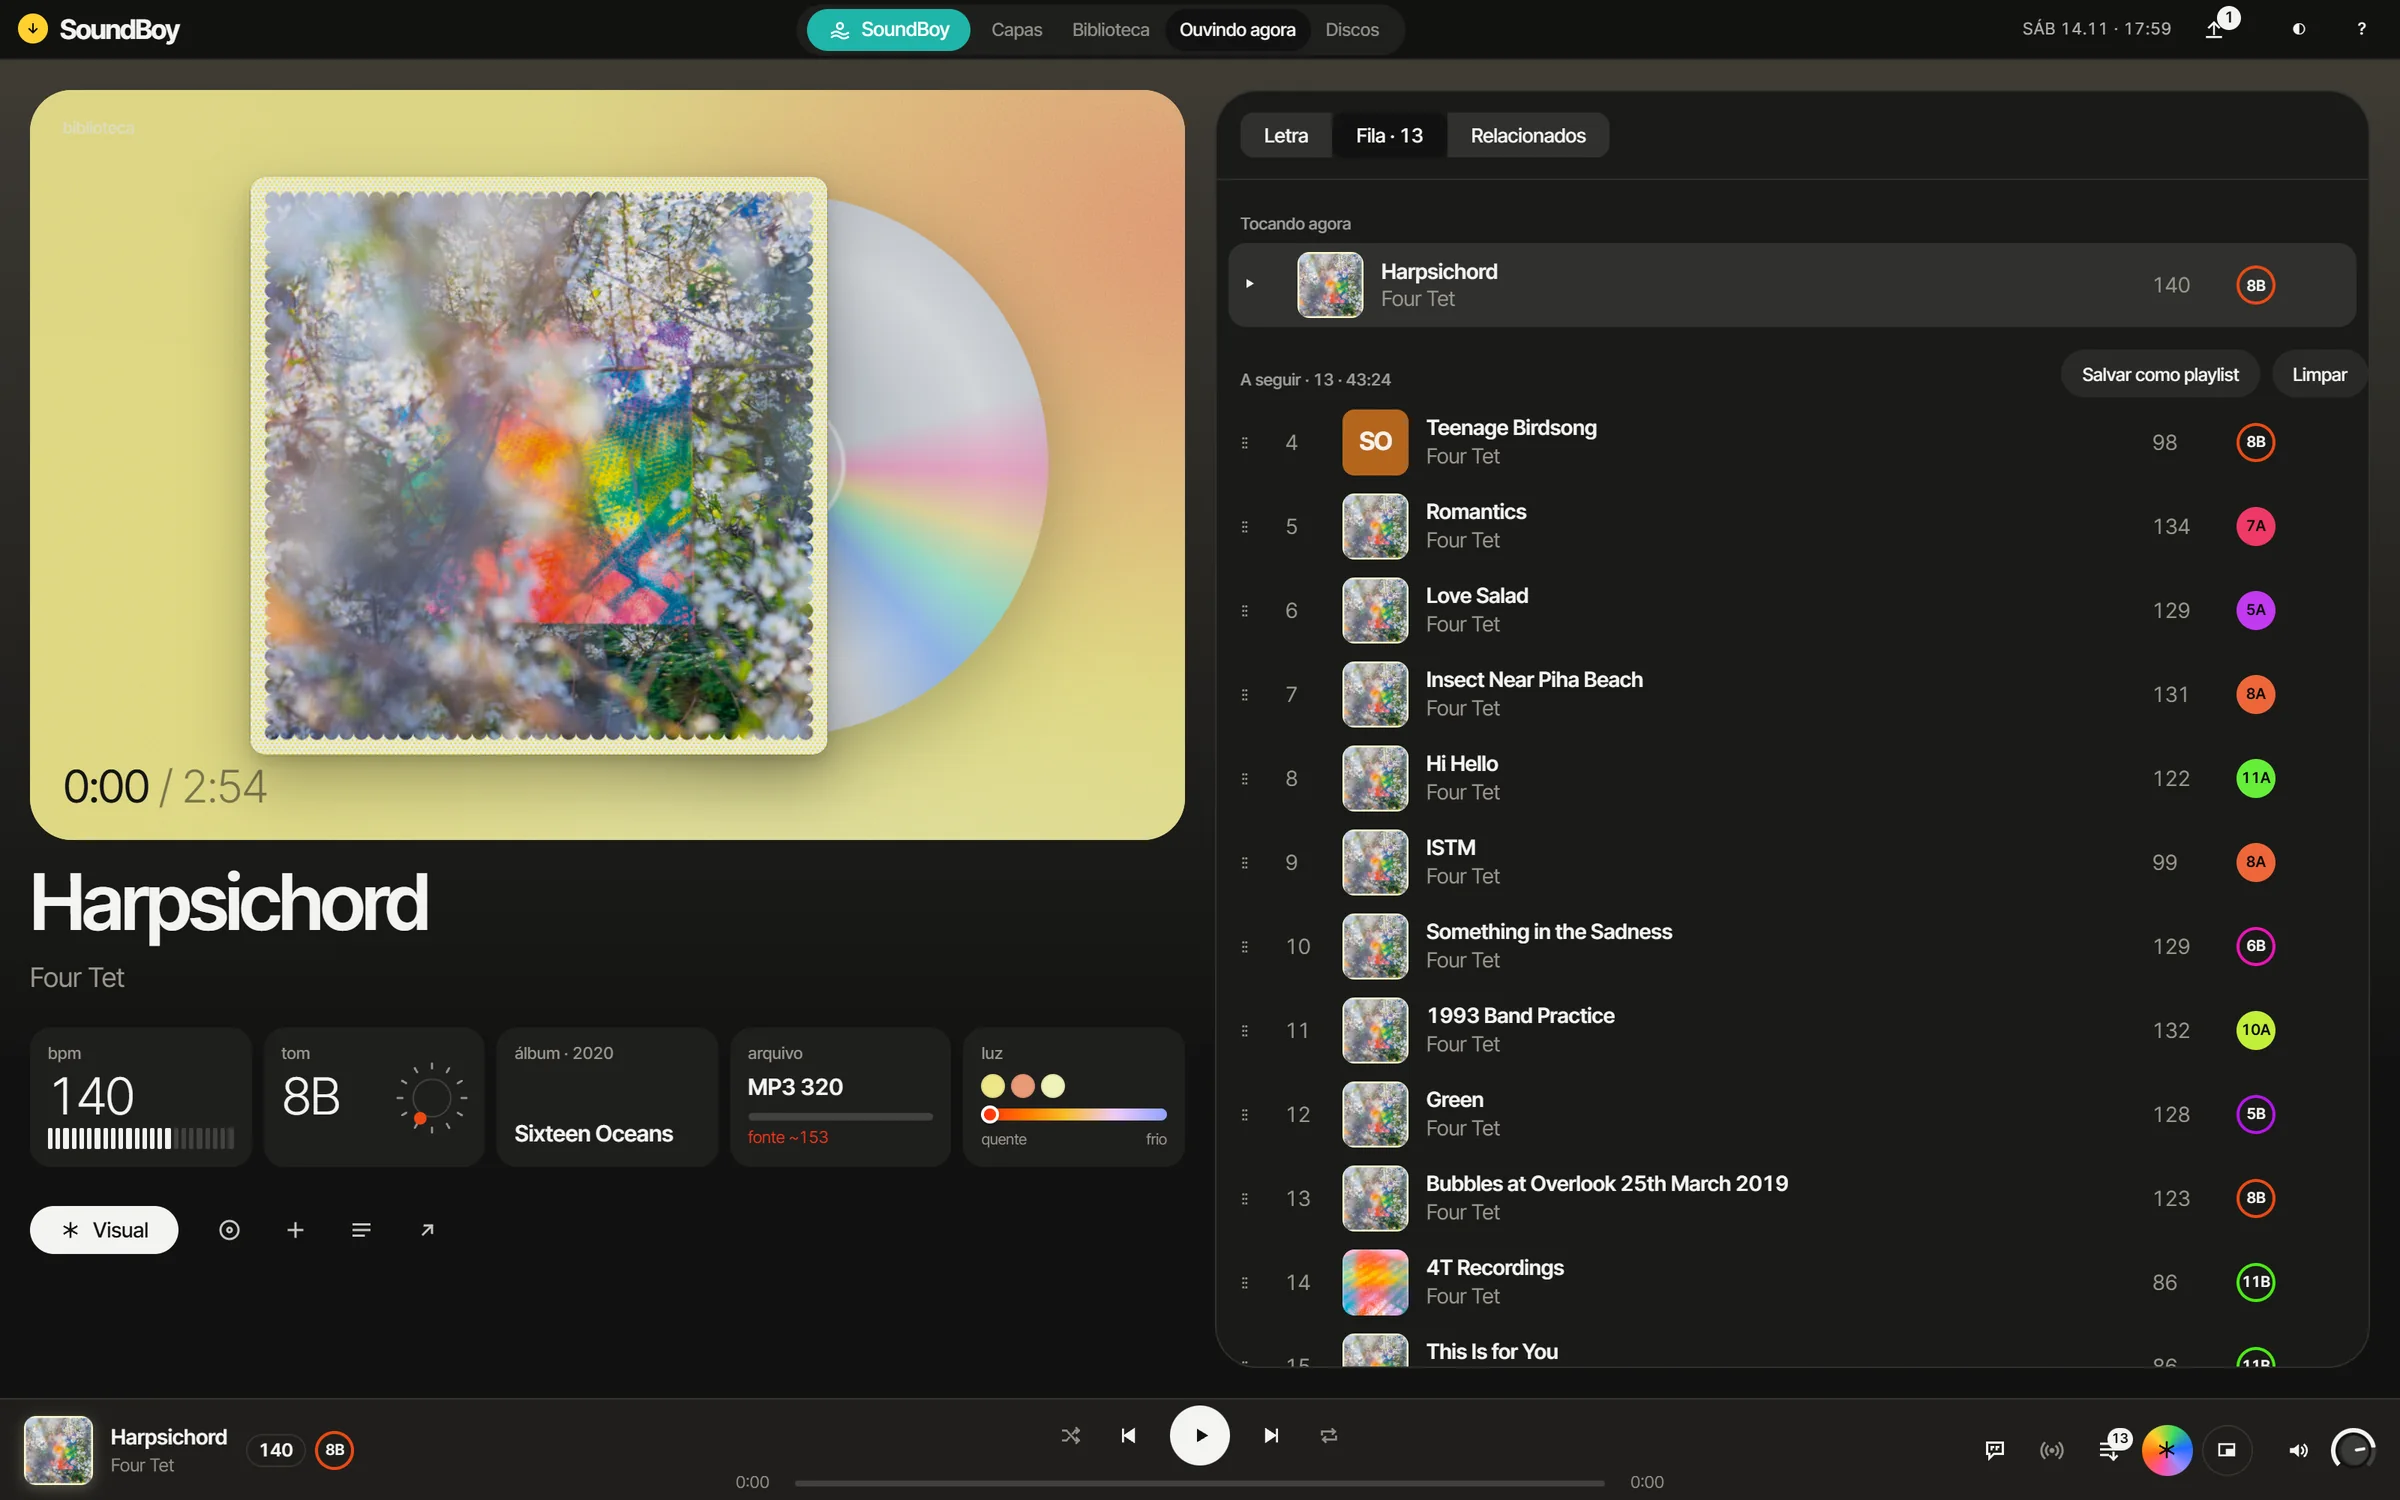 SoundBoy
SoundBoy
Capas
Biblioteca
Ouvindo agora
Discos
SÁB 14.11 · 17:59
1
?
biblioteca
0:00 / 2:54
Harpsichord
Four Tet
bpm
140
tom
8B
álbum · 2020
Sixteen Oceans
arquivo
MP3 320
fonte ~153
luz
quente
frio
Visual
Letra
Fila · 13
Relacionados
Tocando agora
Harpsichord
Four Tet
140
8B
A seguir · 13 · 43:24
Salvar como playlist
Limpar
4
SO
Teenage Birdsong
Four Tet
98
8B
5
Romantics
Four Tet
134
7A
6
Love Salad
Four Tet
129
5A
7
Insect Near Piha Beach
Four Tet
131
8A
8
Hi Hello
Four Tet
122
11A
9
ISTM
Four Tet
99
8A
10
Something in the Sadness
Four Tet
129
6B
11
1993 Band Practice
Four Tet
132
10A
12
Green
Four Tet
128
5B
13
Bubbles at Overlook 25th March 2019
Four Tet
123
8B
14
4T Recordings
Four Tet
86
11B
15
This Is for You
86
11B
Harpsichord
Four Tet
140
8B
0:00
0:00
13